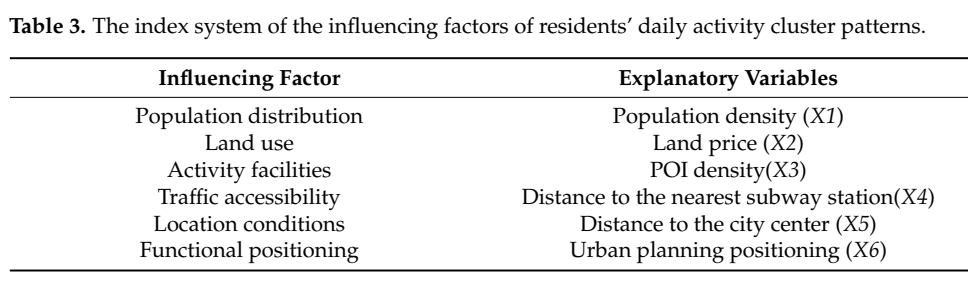 Table 3. The index system of the influencing factors of residents’ daily activity cluster patterns.
Influencing Factor Explanatory Variables
Population distribution Population density (X1)
Land use Land price (X2)
Activity facilities POI density(X3)
Traffic accessibility Distance to the nearest subway station(X4)
Location conditions Distance to the city center (X5)
Functional positioning Urban planning positioning (X6)